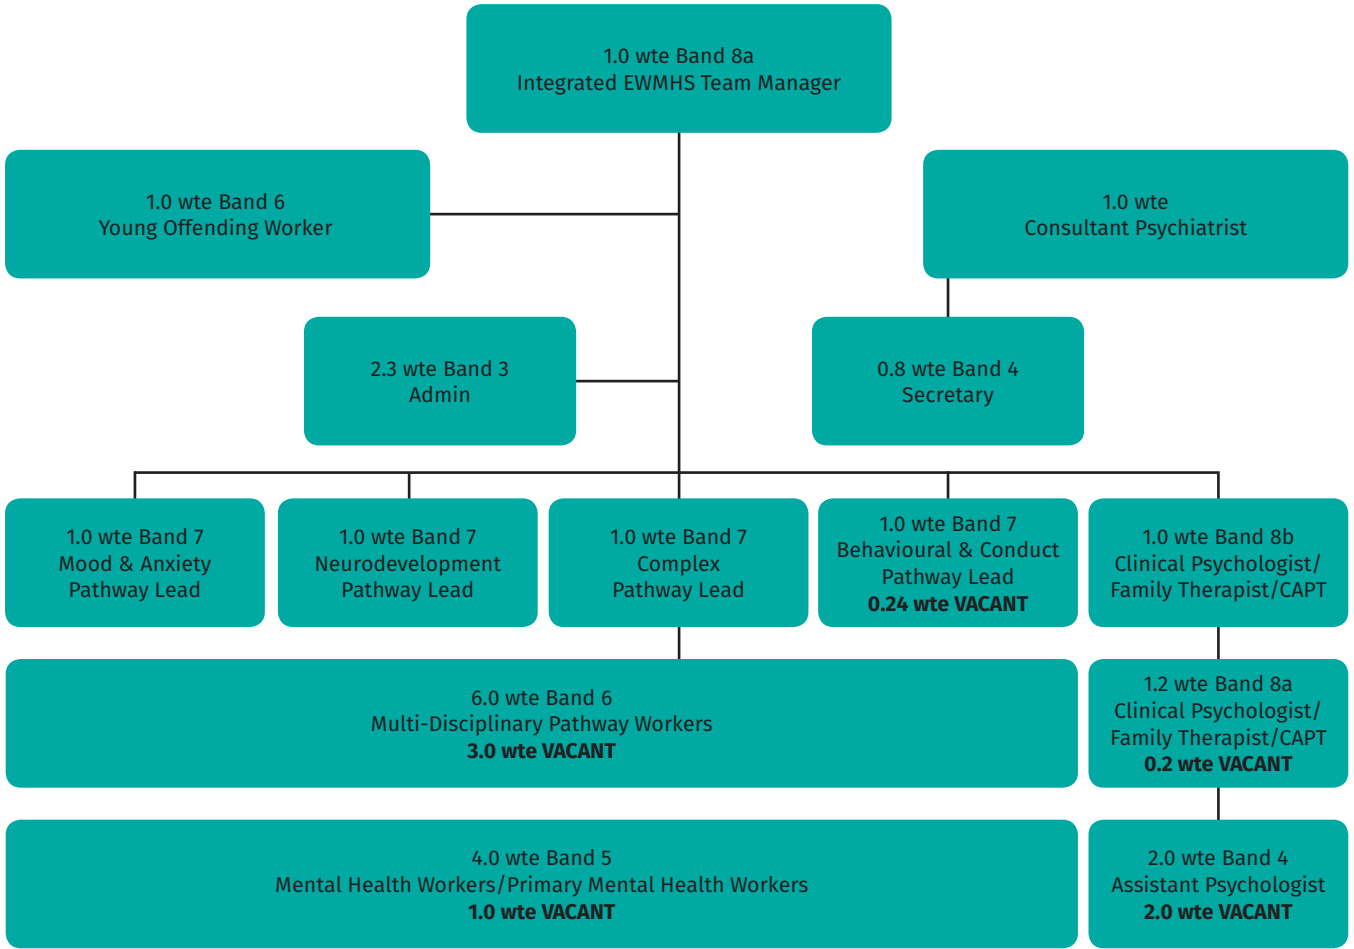 1.0 wte Band 8a
Integrated EWMHS Team Manager
1.0 wte Band 6
Young Offending Worker
1.0 wte
Consultant Psychiatrist
2.3 wte Band 3
Admin
0.8 wte Band 4
Secretary
1.0 wte Band 7
Mood & Anxiety
Pathway Lead
1.0 wte Band 7
Neurodevelopment
Pathway Lead
1.0 wte Band 7
Complex
Pathway Lead
1.0 wte Band 7
Behavioural & Conduct
Pathway Lead
0.24 wte VACANT
1.0 wte Band 8b
Clinical Psychologist/
Family Therapist/CAPT
6.0 wte Band 6
Multi-Disciplinary Pathway Workers
3.0 wte VACANT
1.2 wte Band 8a
Clinical Psychologist/
Family Therapist/CAPT
0.2 wte VACANT
4.0 wte Band 5
Mental Health Workers/Primary Mental Health Workers
1.0 wte VACANT
2.0 wte Band 4
Assistant Psychologist
2.0 wte VACANT